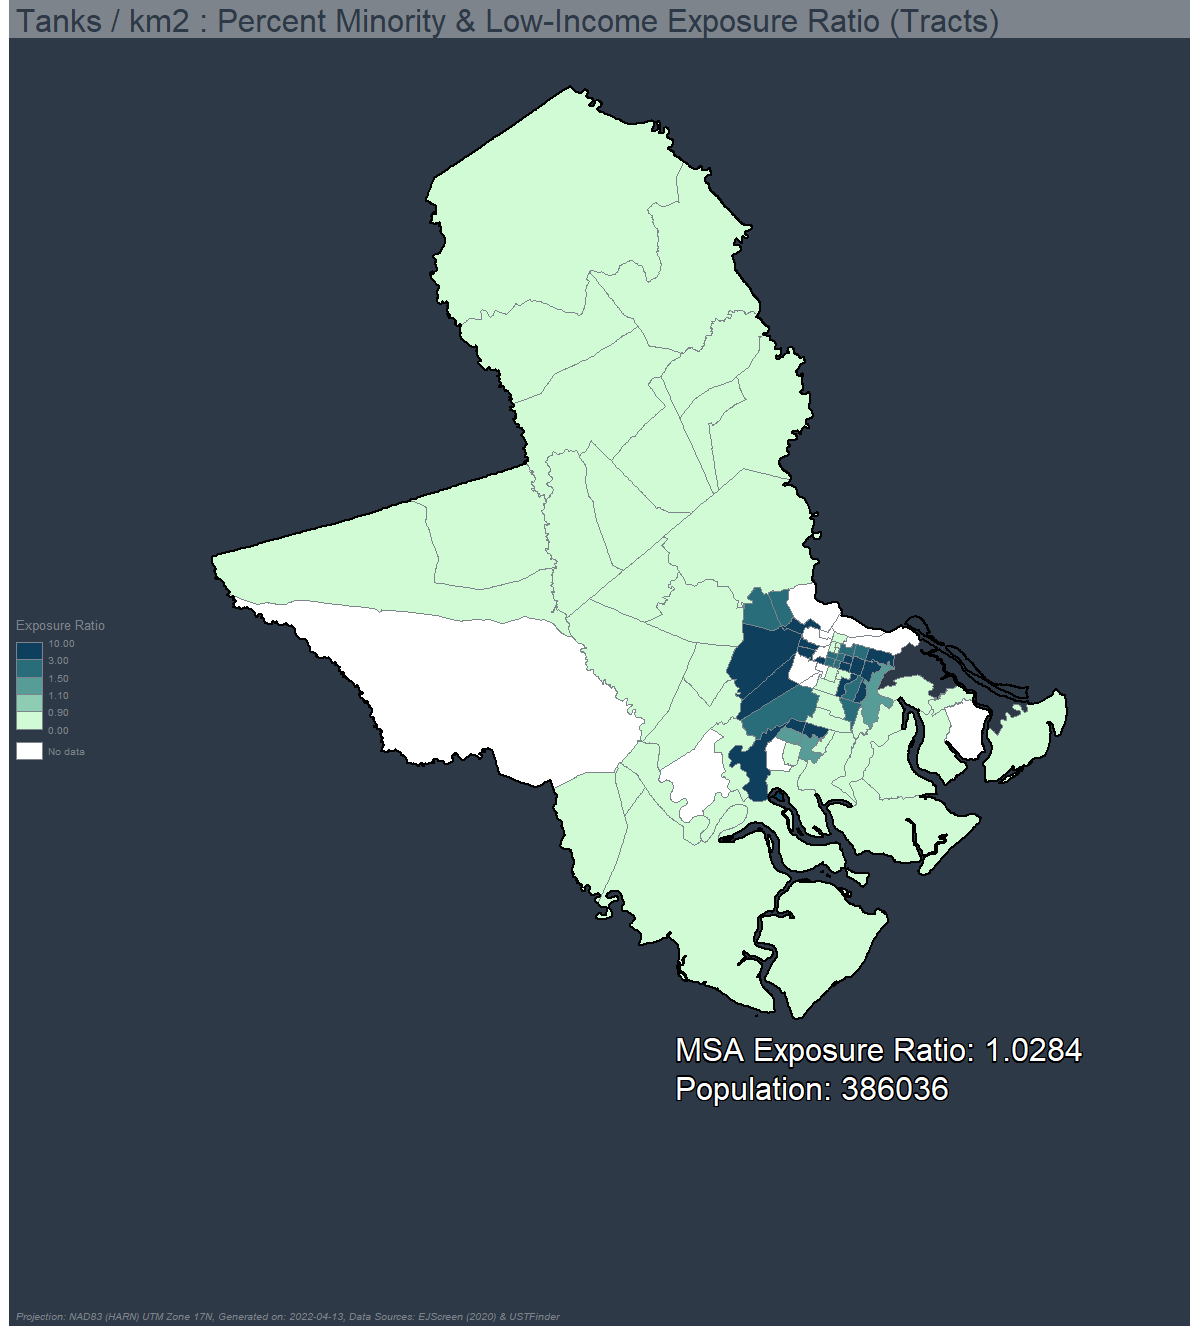 Tanks / km2 : Percent Minority & Low-Income Exposure Ratio (Tracts)
Exposure Ratio
10.00
3.00
1.50
1.10
0.90
0.00
No data
MSA Exposure Ratio: 1.0284
Population: 386036
Projection: NAD83 (HARN) UTM Zone 17N, Generated on: 2022-04-13, Data Sources: EJScreen (2020) & USTFinder